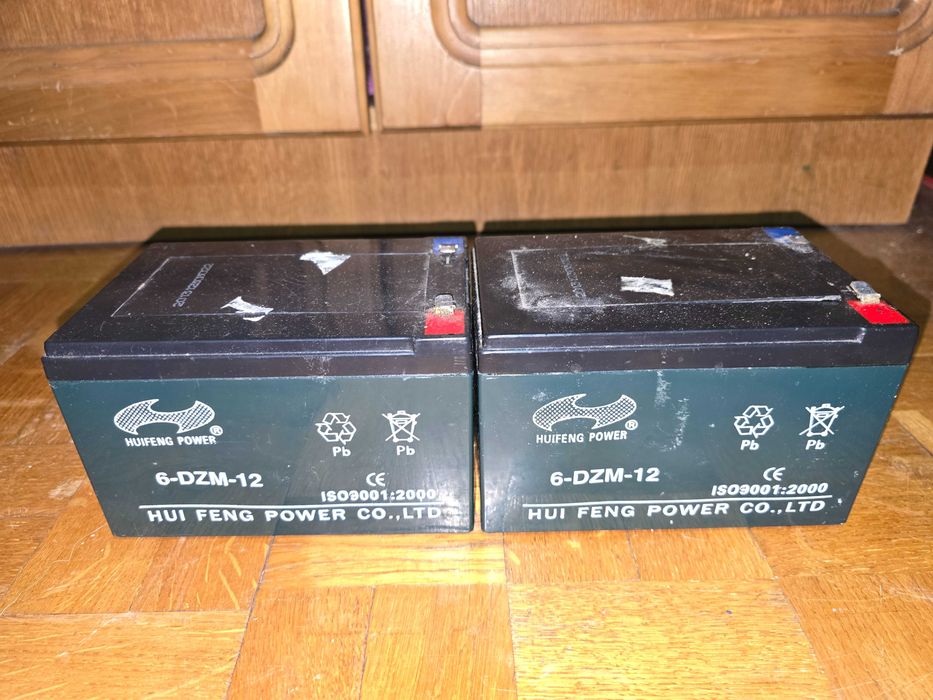 HUIFENG POWER ®
Pb
Pb
6-DZM-12
CE
ISO9001:2000
HUI FENG POWER CO.,LTD
HUIFENG POWER ®
Pb
Pb
6-DZM-12
CE
ISO9001:2000
HUI FENG POWER CO.,LTD